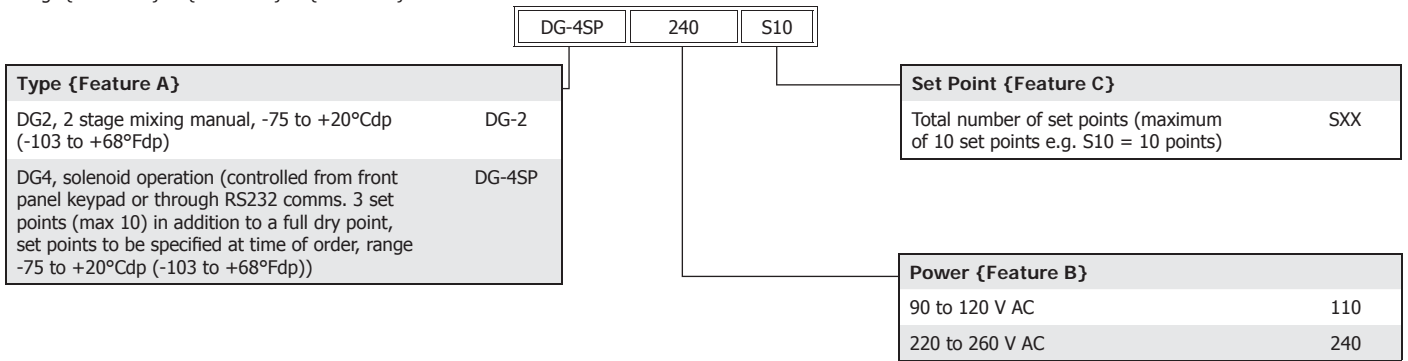 DG-4SP 240 S10
Type {Feature A}
DG2, 2 stage mixing manual, -75 to +20°Cdp DG-2
(-103 to +68°Fdp)
DG4, solenoid operation (controlled from front DG-4SP
panel keypad or through RS232 comms. 3 set
points (max 10) in addition to a full dry point,
set points to be specified at time of order, range
-75 to +20°Cdp (-103 to +68°Fdp))
Set Point {Feature C}
Total number of set points (maximum SXX
of 10 set points e.g. S10 = 10 points)
Power {Feature B}
90 to 120 V AC 110
220 to 260 V AC 240